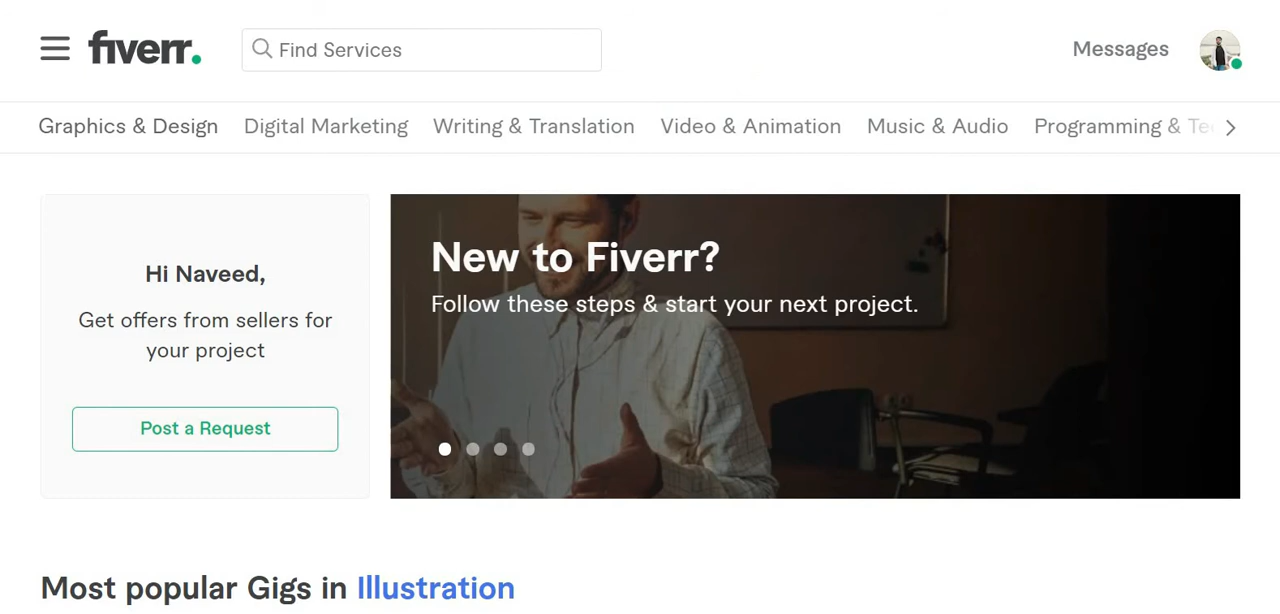 fiverr.
Find Services
Messages
Graphics & Design Digital Marketing Writing & Translation Video & Animation Music & Audio Programming &
Hi Naveed,
Get offers from sellers for
your project
Post a Request
New to Fiverr?
Follow these steps & start your next project.
Most popular Gigs in Illustration